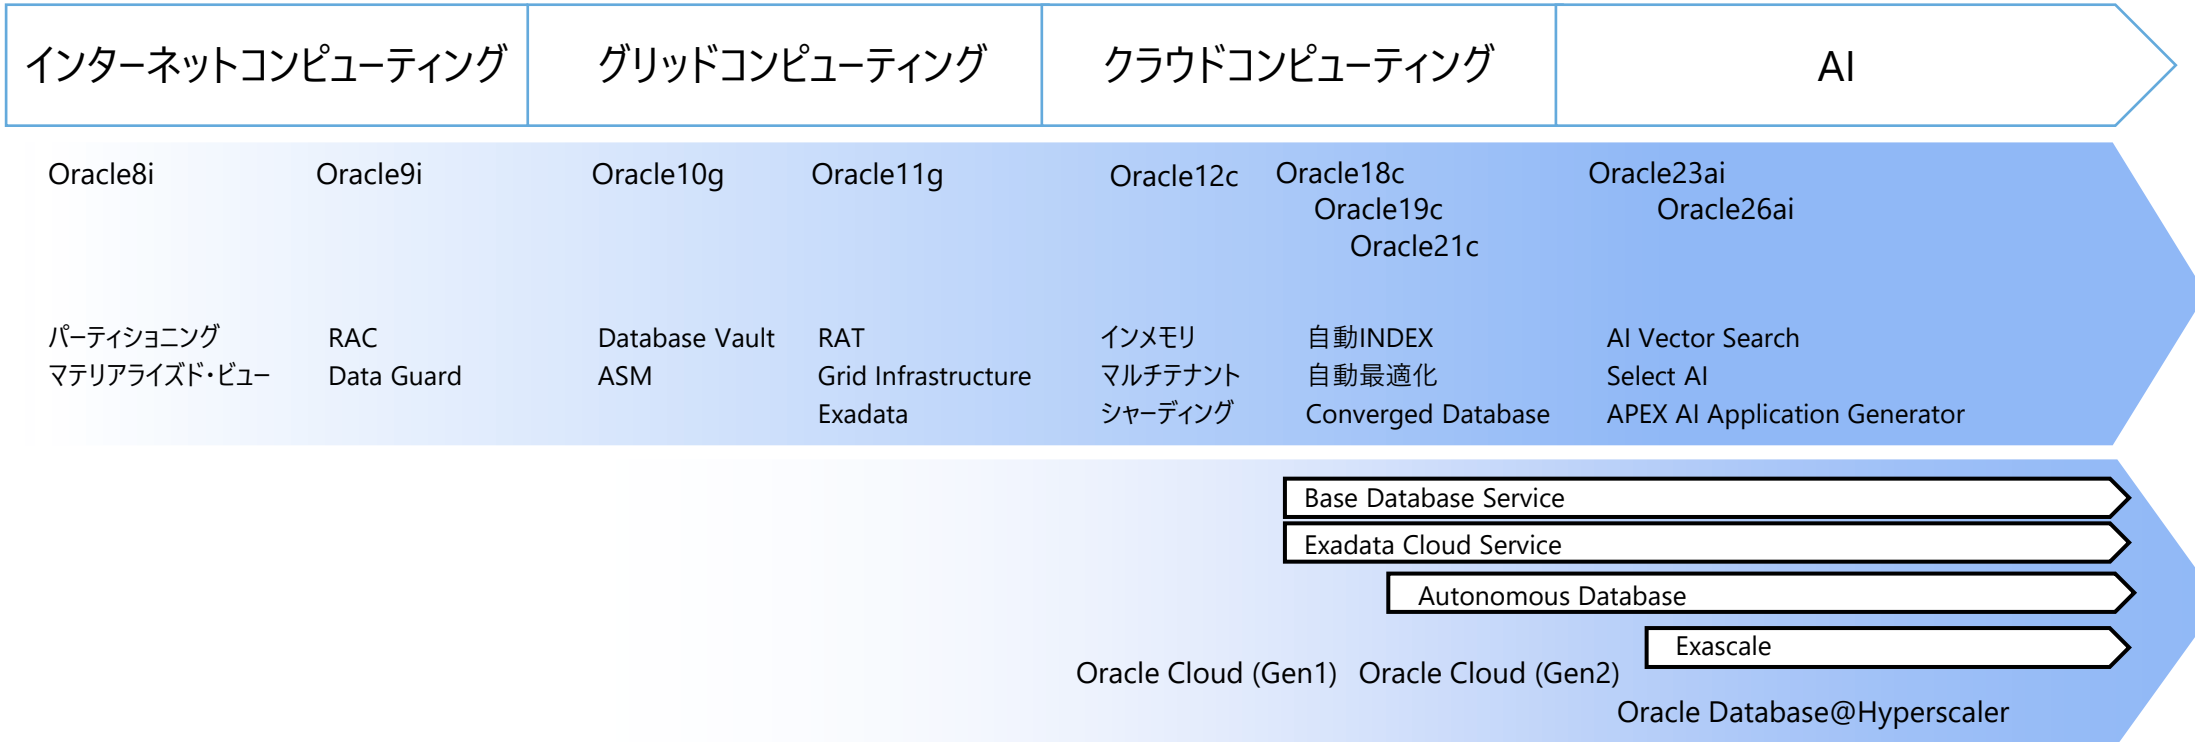 インターネットコンピューティング
グリッドコンピューティング
クラウドコンピューティング
AI
Oracle8i
Oracle9i
Oracle10g
Oracle11g
Oracle12c
Oracle18c
Oracle19c
Oracle21c
Oracle23ai
Oracle26ai
パーティショニング
マテリアライズド・ビュー
RAC
Data Guard
Database Vault
ASM
RAT
Grid Infrastructure
Exadata
インメモリ
マルチテナント
シャーディング
自動INDEX
自動最適化
Converged Database
AI Vector Search
Select AI
APEX AI Application Generator
Base Database Service
Exadata Cloud Service
Autonomous Database
Exascale
Oracle Cloud (Gen1)
Oracle Cloud (Gen2)
Oracle Database@Hyperscaler